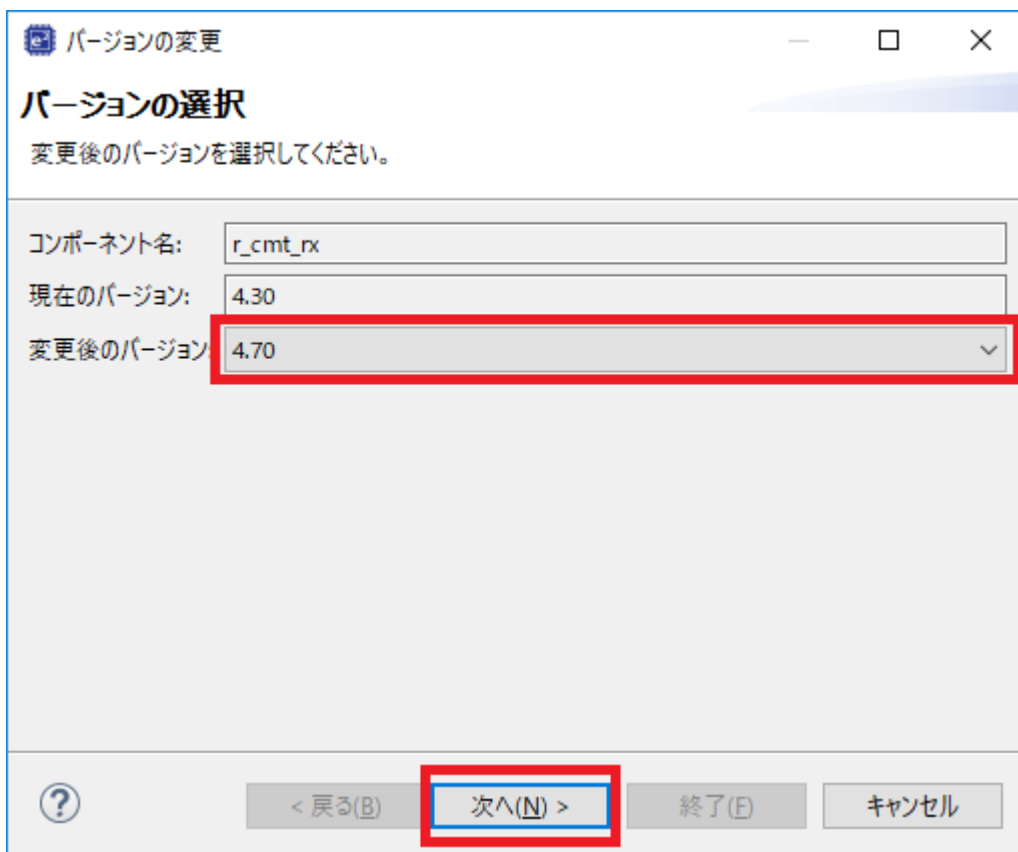 バージョンの変更
バージョンの選択
変更後のバージョンを選択してください。
コンポーネント名: r_cmt_rx
現在のバージョン: 4.30
変更後のバージョン: 4.70
< 戻る(B) 次へ(N) > 終了(F) キャンセル